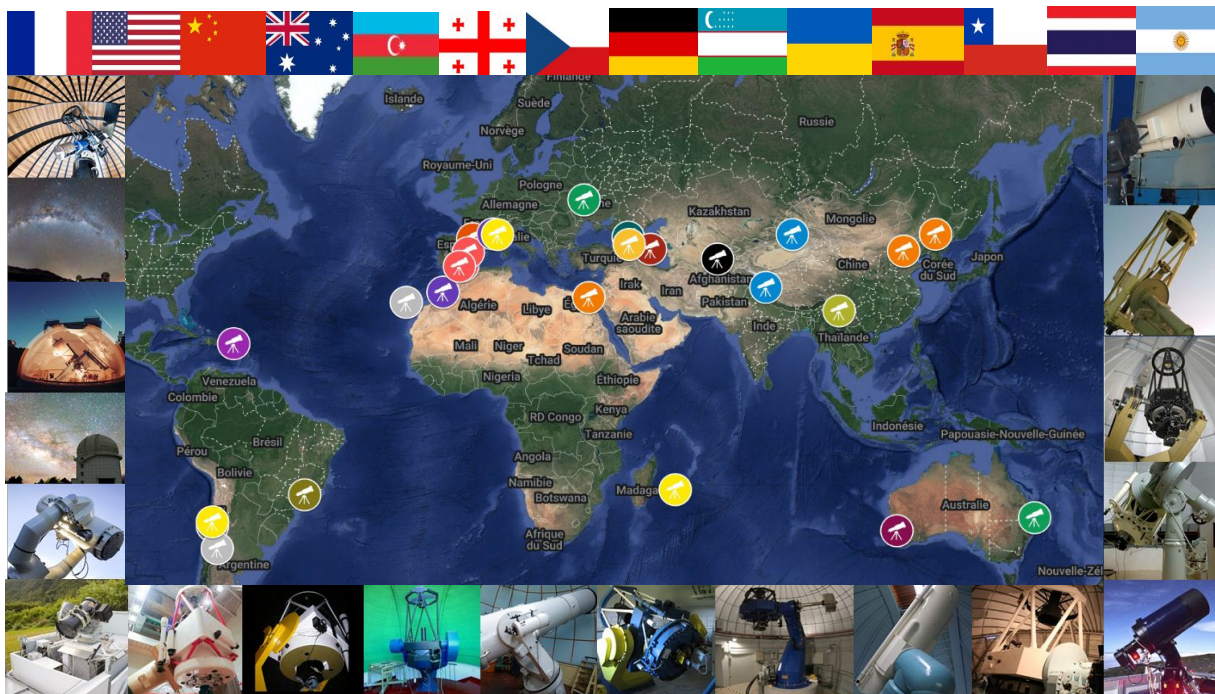 Finlande
Islande
Suède
Russie
Norvège
Royaume-Uni
Pologne
Allemagne
Kazakhstan
Mongolie
Turquie
Afghanistan
Chine
Corée
du Sud
Japon
Irak
Iran
Pakistan
Algérie
Libye
Arabie
saoudite
Inde
Thaïlande
Mali
Niger
Tchad
Soudan
Venezuela
Colombie
Nigeria
Éthiopie
RD Congo
Kenya
Tanzanie
Indonésie
Papouasie-Nouvelle-Guinée
Pérou
Brésil
Bolivie
Angola
Namibie
Botswana
Madaga
Australie
Afrique
du Sud
Argentine
Nouvelle-Zél